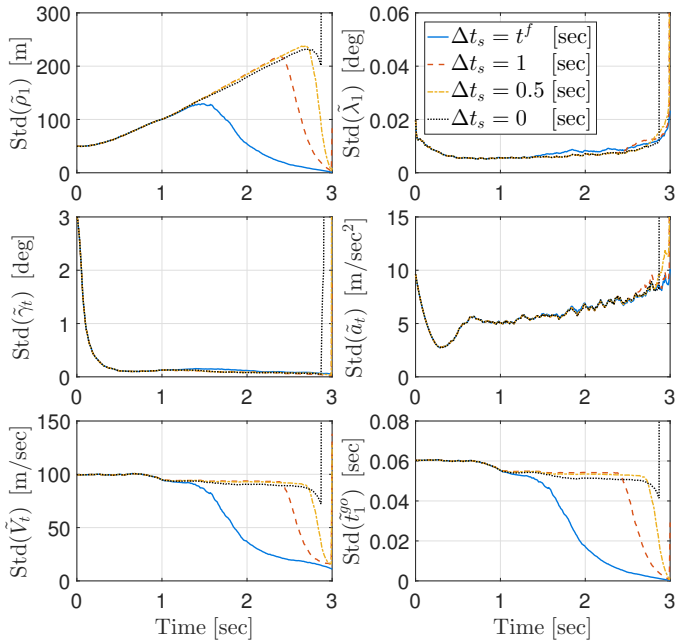 300
200
100
0
0 1 2 3
Std(ρ̃₁) [m]
0.06
0.04
0.02
0
0 1 2 3
Std(λ̃₁) [deg]
Δtₛ = tᶠ [sec]
Δtₛ = 1 [sec]
Δtₛ = 0.5 [sec]
Δtₛ = 0 [sec]
3
2
1
0
0 1 2 3
Std(γ̃ₜ) [deg]
15
10
5
0
0 1 2 3
Std(ãₜ) [m/sec²]
150
100
50
0
0 1 2 3
Std(Ṽₜ) [m/sec]
Time [sec]
0.08
0.06
0.04
0.02
0
0 1 2 3
Std(t̃₁ᵍᵒ) [sec]
Time [sec]